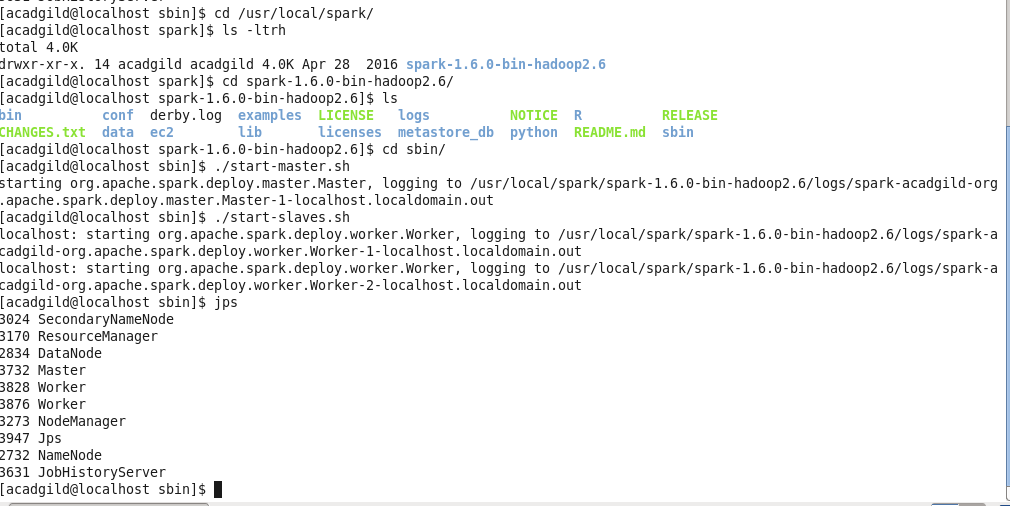 [acadgild@localhost sbin]$ cd /usr/local/spark/
[acadgild@localhost spark]$ ls -ltrh
total 4.0K
drwxr-xr-x. 14 acadgild acadgild 4.0K Apr 28  2016 spark-1.6.0-bin-hadoop2.6
[acadgild@localhost spark]$ cd spark-1.6.0-bin-hadoop2.6/
[acadgild@localhost spark-1.6.0-bin-hadoop2.6]$ ls
bin          conf  derby.log  examples  LICENSE   logs          NOTICE  R          RELEASE
CHANGES.txt  data  ec2        lib       licenses  metastore_db  python  README.md  sbin
[acadgild@localhost spark-1.6.0-bin-hadoop2.6]$ cd sbin/
[acadgild@localhost sbin]$ ./start-master.sh
starting org.apache.spark.deploy.master.Master, logging to /usr/local/spark/spark-1.6.0-bin-hadoop2.6/logs/spark-acadgild-org
.apache.spark.deploy.master.Master-1-localhost.localdomain.out
[acadgild@localhost sbin]$ ./start-slaves.sh
localhost: starting org.apache.spark.deploy.worker.Worker, logging to /usr/local/spark/spark-1.6.0-bin-hadoop2.6/logs/spark-a
cadgild-org.apache.spark.deploy.worker.Worker-1-localhost.localdomain.out
localhost: starting org.apache.spark.deploy.worker.Worker, logging to /usr/local/spark/spark-1.6.0-bin-hadoop2.6/logs/spark-a
cadgild-org.apache.spark.deploy.worker.Worker-2-localhost.localdomain.out
[acadgild@localhost sbin]$ jps
3024 SecondaryNameNode
3170 ResourceManager
2834 DataNode
3732 Master
3828 Worker
3876 Worker
3273 NodeManager
3947 Jps
2732 NameNode
3631 JobHistoryServer
[acadgild@localhost sbin]$